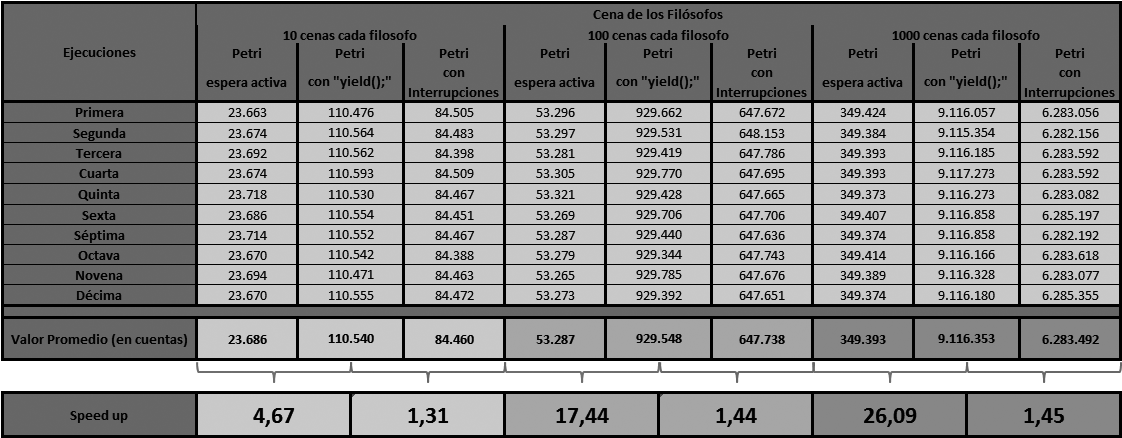 Cena de los Filósofos
Ejecuciones 10 cenas cada filosofo 100 cenas cada filosofo 1000 cenas cada filosofo
Petri espera activa Petri con "yield();" Petri con Interrupciones Petri espera activa Petri con "yield();" Petri con Interrupciones Petri espera activa Petri con "yield();" Petri con Interrupciones
Primera 23.663 110.476 84.505 53.296 929.662 647.672 349.424 9.116.057 6.283.056
Segunda 23.674 110.564 84.483 53.297 929.531 648.153 349.384 9.115.354 6.282.156
Tercera 23.692 110.562 84.398 53.281 929.419 647.786 349.393 9.116.185 6.283.592
Cuarta 23.674 110.593 84.509 53.305 929.770 647.695 349.393 9.117.273 6.283.592
Quinta 23.718 110.530 84.467 53.321 929.428 647.665 349.373 9.116.273 6.283.082
Sexta 23.686 110.554 84.451 53.269 929.706 647.706 349.407 9.116.858 6.285.197
Séptima 23.714 110.552 84.467 53.287 929.440 647.636 349.374 9.116.858 6.282.192
Octava 23.670 110.542 84.388 53.279 929.344 647.743 349.414 9.116.166 6.283.618
Novena 23.694 110.471 84.463 53.265 929.785 647.676 349.389 9.116.328 6.283.077
Décima 23.670 110.555 84.472 53.273 929.392 647.651 349.374 9.116.180 6.285.355
Valor Promedio (en cuentas) 23.686 110.540 84.460 53.287 929.548 647.738 349.393 9.116.353 6.283.492
Speed up 4,67 1,31 17,44 1,44 26,09 1,45